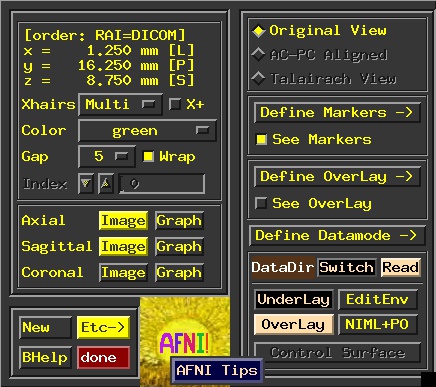 [order: RAI=DICOM]
x = 1.250 mm [L]
y = 16.250 mm [P]
z = 8.750 mm [S]
Xhairs Multi X+
Color green
Gap 5 Wrap
Index 0
Axial Image Graph
Sagittal Image Graph
Coronal Image Graph
New Etc->
BHelp done
AFNI!
AFNI Tips
Original View
AC-PC Aligned
Talairach View
Define Markers ->
See Markers
Define OverLay ->
See OverLay
Define Datamode ->
DataDir Switch Read
UnderLay EditEnv
OverLay NIML+PO
Control Surface